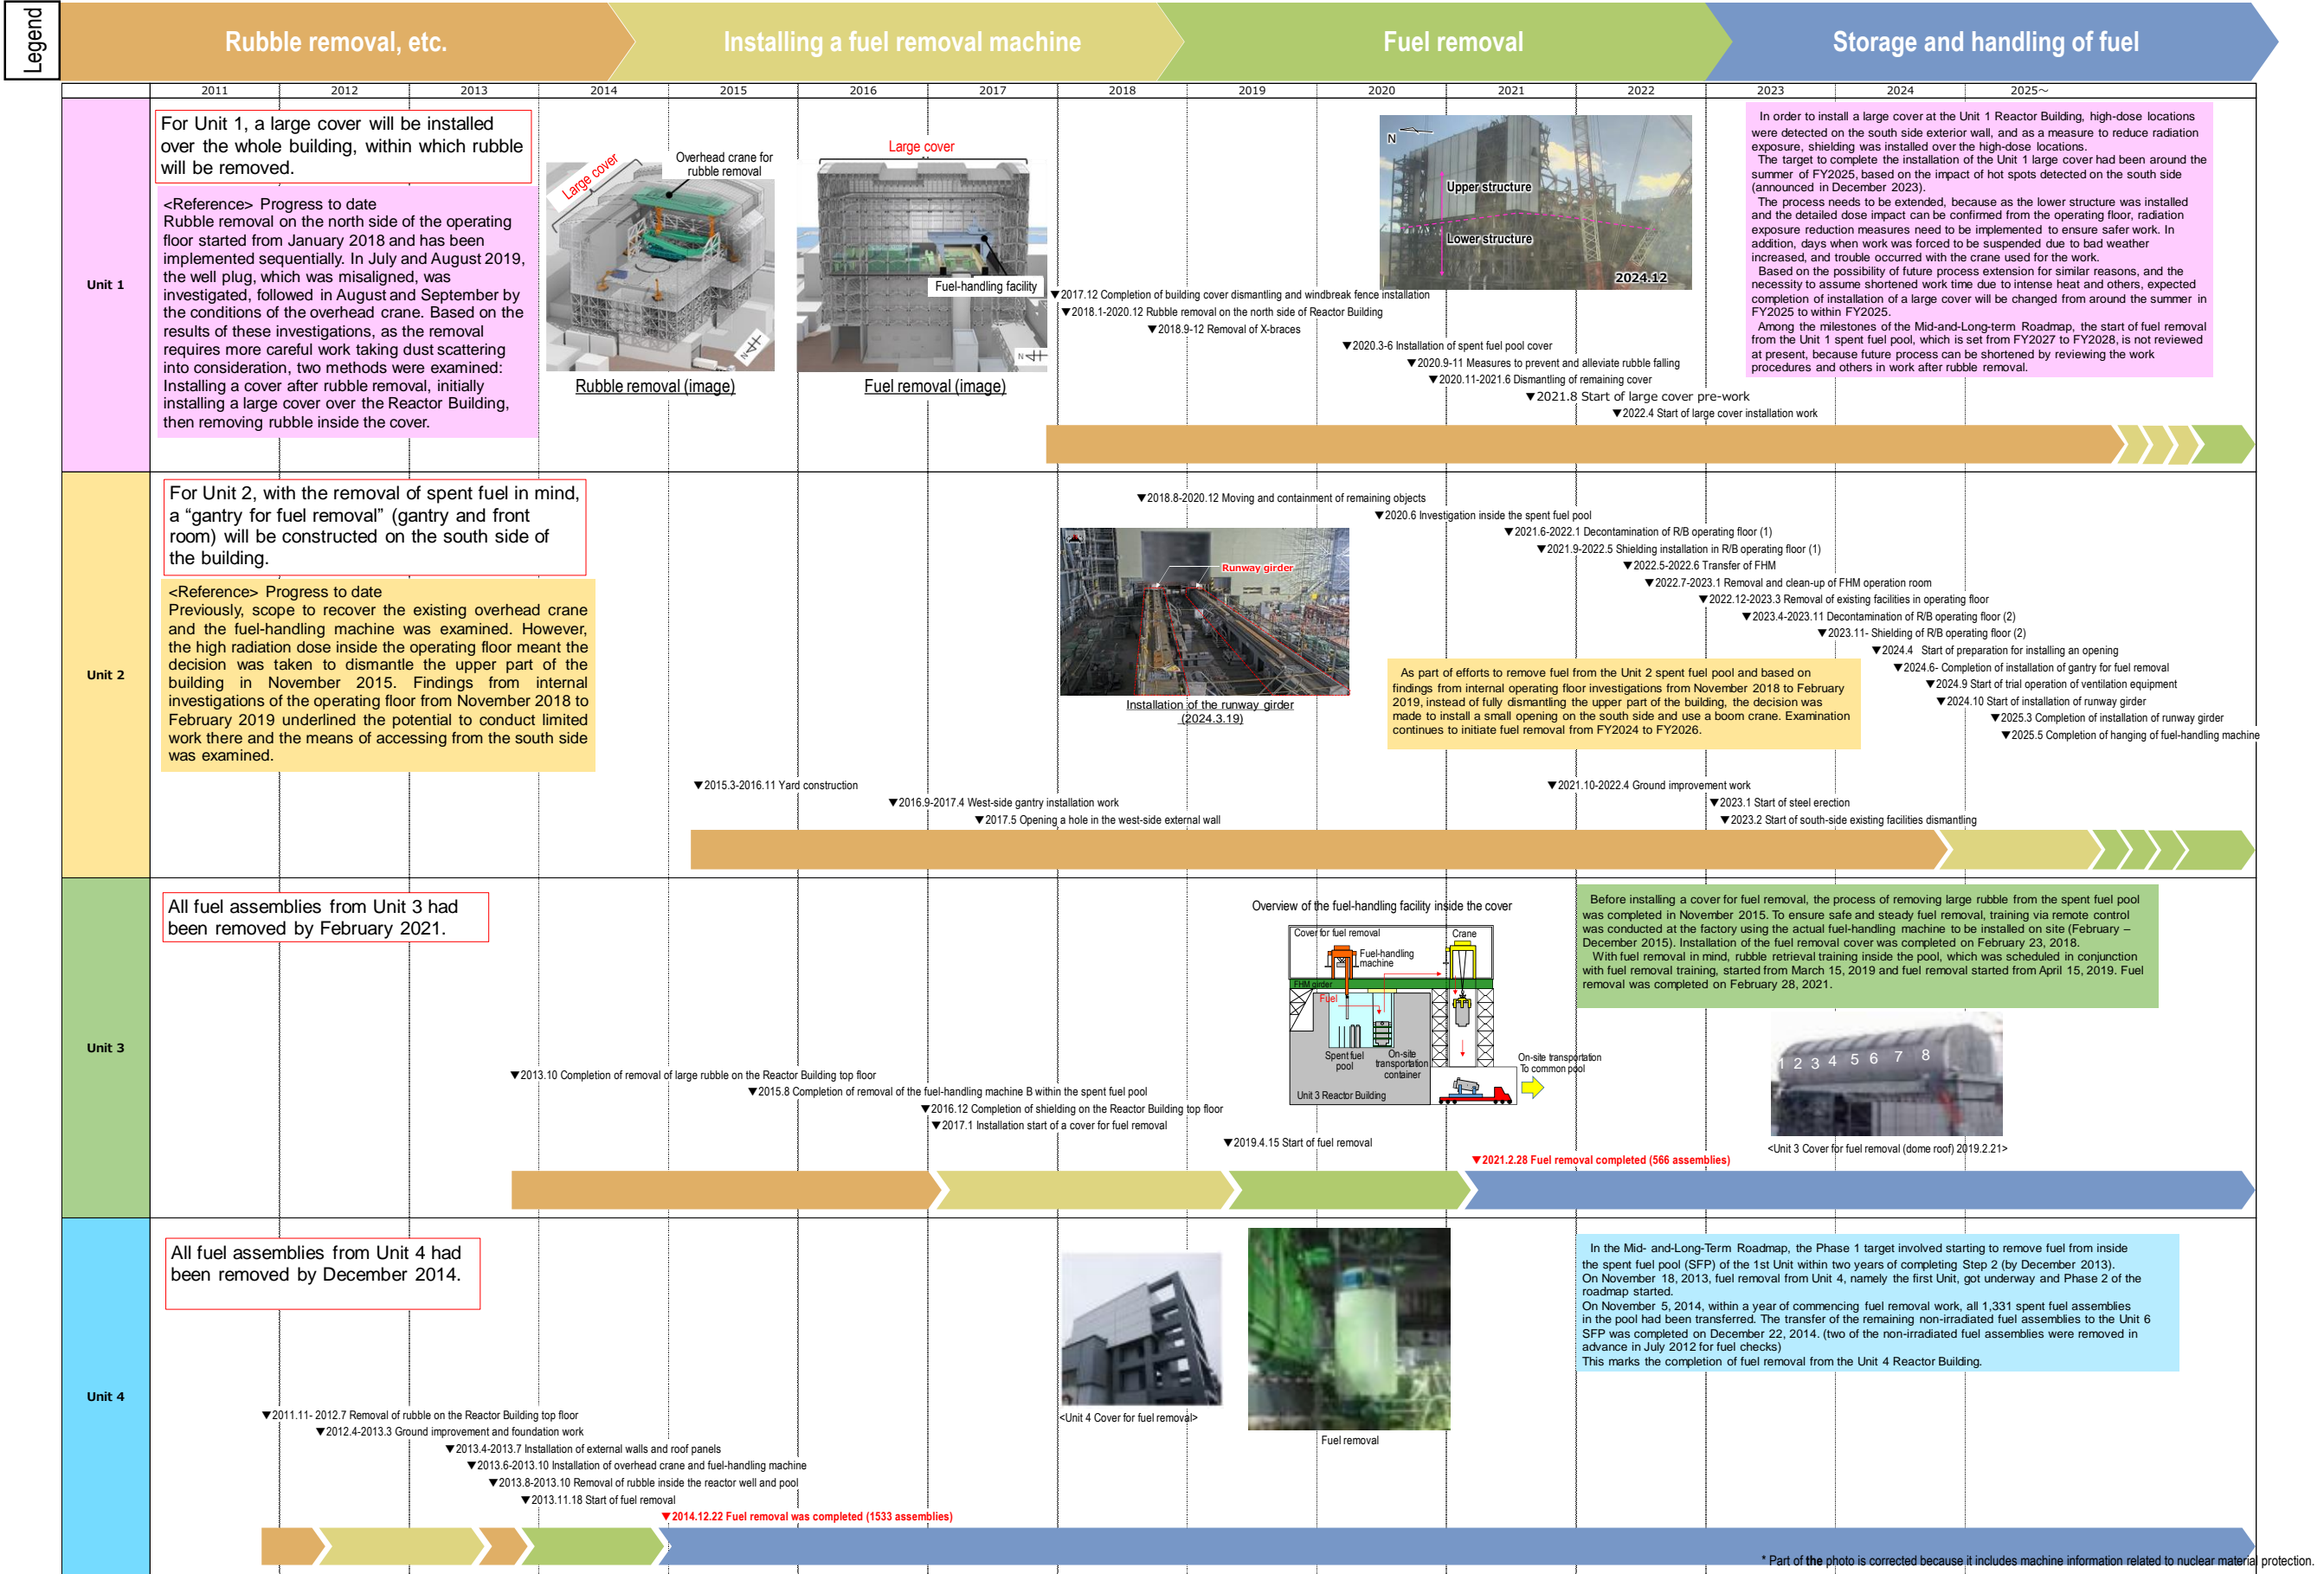 Legend
Rubble removal, etc.
Installing a fuel removal machine
Fuel removal
Storage and handling of fuel
2011
2012
2013
2014
2015
2016
2017
2018
2019
2020
2021
2022
2023
2024
2025～
Unit 1
For Unit 1, a large cover will be installed
over the whole building, within which rubble
will be removed.
<Reference> Progress to date
Rubble removal on the north side of the operating
floor started from January 2018 and has been
implemented sequentially. In July and August 2019,
the well plug, which was misaligned, was
investigated, followed in August and September by
the conditions of the overhead crane. Based on the
results of these investigations, as the removal
requires more careful work taking dust scattering
into consideration, two methods were examined:
Installing a cover after rubble removal, initially
installing a large cover over the Reactor Building,
then removing rubble inside the cover.
Large cover
Overhead crane for
rubble removal
N
Rubble removal (image)
Large cover
Fuel-handling facility
N
Fuel removal (image)
N
Upper structure
Lower structure
2024.12
▼2017.12 Completion of building cover dismantling and windbreak fence installation
▼2018.1-2020.12 Rubble removal on the north side of Reactor Building
▼2018.9-12 Removal of X-braces
▼2020.3-6 Installation of spent fuel pool cover
▼2020.9-11 Measures to prevent and alleviate rubble falling
▼2020.11-2021.6 Dismantling of remaining cover
▼2021.8 Start of large cover pre-work
▼2022.4 Start of large cover installation work
In order to install a large cover at the Unit 1 Reactor Building, high-dose locations
were detected on the south side exterior wall, and as a measure to reduce radiation
exposure, shielding was installed over the high-dose locations.
The target to complete the installation of the Unit 1 large cover had been around the
summer of FY2025, based on the impact of hot spots detected on the south side
(announced in December 2023).
The process needs to be extended, because as the lower structure was installed
and the detailed dose impact can be confirmed from the operating floor, radiation
exposure reduction measures need to be implemented to ensure safer work. In
addition, days when work was forced to be suspended due to bad weather
increased, and trouble occurred with the crane used for the work.
Based on the possibility of future process extension for similar reasons, and the
necessity to assume shortened work time due to intense heat and others, expected
completion of installation of a large cover will be changed from around the summer in
FY2025 to within FY2025.
Among the milestones of the Mid-and-Long-term Roadmap, the start of fuel removal
from the Unit 1 spent fuel pool, which is set from FY2027 to FY2028, is not reviewed
at present, because future process can be shortened by reviewing the work
procedures and others in work after rubble removal.
Unit 2
For Unit 2, with the removal of spent fuel in mind,
a “gantry for fuel removal” (gantry and front
room) will be constructed on the south side of
the building.
<Reference> Progress to date
Previously, scope to recover the existing overhead crane
and the fuel-handling machine was examined. However,
the high radiation dose inside the operating floor meant the
decision was taken to dismantle the upper part of the
building in November 2015. Findings from internal
investigations of the operating floor from November 2018 to
February 2019 underlined the potential to conduct limited
work there and the means of accessing from the south side
was examined.
Runway girder
Installation of the runway girder
(2024.3.19)
▼2018.8-2020.12 Moving and containment of remaining objects
▼2020.6 Investigation inside the spent fuel pool
▼2021.6-2022.1 Decontamination of R/B operating floor (1)
▼2021.9-2022.5 Shielding installation in R/B operating floor (1)
▼2022.5-2022.6 Transfer of FHM
▼2022.7-2023.1 Removal and clean-up of FHM operation room
▼2022.12-2023.3 Removal of existing facilities in operating floor
▼2023.4-2023.11 Decontamination of R/B operating floor (2)
▼2023.11- Shielding of R/B operating floor (2)
▼2024.4 Start of preparation for installing an opening
▼2024.6- Completion of installation of gantry for fuel removal
▼2024.9 Start of trial operation of ventilation equipment
▼2024.10 Start of installation of runway girder
▼2025.3 Completion of installation of runway girder
▼2025.5 Completion of hanging of fuel-handling machine
As part of efforts to remove fuel from the Unit 2 spent fuel pool and based on
findings from internal operating floor investigations from November 2018 to February
2019, instead of fully dismantling the upper part of the building, the decision was
made to install a small opening on the south side and use a boom crane. Examination
continues to initiate fuel removal from FY2024 to FY2026.
▼2015.3-2016.11 Yard construction
▼2016.9-2017.4 West-side gantry installation work
▼2017.5 Opening a hole in the west-side external wall
▼2021.10-2022.4 Ground improvement work
▼2023.1 Start of steel erection
▼2023.2 Start of south-side existing facilities dismantling
Unit 3
All fuel assemblies from Unit 3 had
been removed by February 2021.
Overview of the fuel-handling facility inside the cover
Cover for fuel removal
Crane
Fuel-handling
machine
FHM girder
Fuel
Spent fuel
pool
On-site
transportation
container
Unit 3 Reactor Building
On-site transportation
To common pool
Before installing a cover for fuel removal, the process of removing large rubble from the spent fuel pool
was completed in November 2015. To ensure safe and steady fuel removal, training via remote control
was conducted at the factory using the actual fuel-handling machine to be installed on site (February –
December 2015). Installation of the fuel removal cover was completed on February 23, 2018.
With fuel removal in mind, rubble retrieval training inside the pool, which was scheduled in conjunction
with fuel removal training, started from March 15, 2019 and fuel removal started from April 15, 2019. Fuel
removal was completed on February 28, 2021.
1 2 3 4 5 6 7 8
<Unit 3 Cover for fuel removal (dome roof) 2019.2.21>
▼2013.10 Completion of removal of large rubble on the Reactor Building top floor
▼2015.8 Completion of removal of the fuel-handling machine B within the spent fuel pool
▼2016.12 Completion of shielding on the Reactor Building top floor
▼2017.1 Installation start of a cover for fuel removal
▼2019.4.15 Start of fuel removal
▼2021.2.28 Fuel removal completed (566 assemblies)
Unit 4
All fuel assemblies from Unit 4 had
been removed by December 2014.
<Unit 4 Cover for fuel removal>
Fuel removal
In the Mid- and-Long-Term Roadmap, the Phase 1 target involved starting to remove fuel from inside
the spent fuel pool (SFP) of the 1st Unit within two years of completing Step 2 (by December 2013).
On November 18, 2013, fuel removal from Unit 4, namely the first Unit, got underway and Phase 2 of the
roadmap started.
On November 5, 2014, within a year of commencing fuel removal work, all 1,331 spent fuel assemblies
in the pool had been transferred. The transfer of the remaining non-irradiated fuel assemblies to the Unit 6
SFP was completed on December 22, 2014. (two of the non-irradiated fuel assemblies were removed in
advance in July 2012 for fuel checks)
This marks the completion of fuel removal from the Unit 4 Reactor Building.
▼2011.11- 2012.7 Removal of rubble on the Reactor Building top floor
▼2012.4-2013.3 Ground improvement and foundation work
▼2013.4-2013.7 Installation of external walls and roof panels
▼2013.6-2013.10 Installation of overhead crane and fuel-handling machine
▼2013.8-2013.10 Removal of rubble inside the reactor well and pool
▼2013.11.18 Start of fuel removal
▼2014.12.22 Fuel removal was completed (1533 assemblies)
* Part of the photo is corrected because it includes machine information related to nuclear material protection.